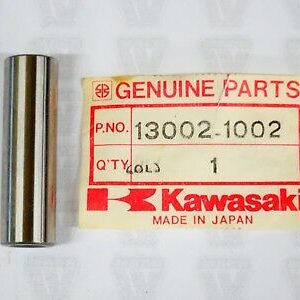 GENUINE PARTS
P.NO. 13002-1002
Q'TY 1
Kawasaki
MADE IN JAPAN